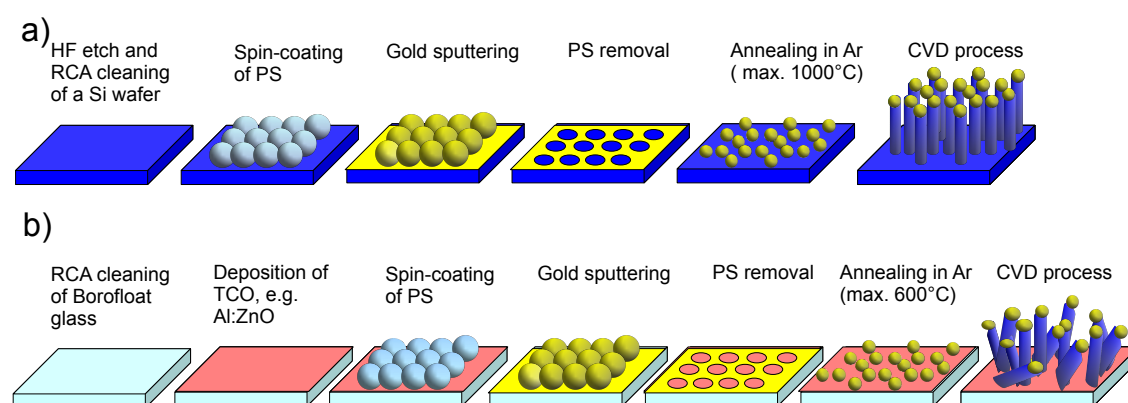 a)
HF etch and
RCA cleaning
of a Si wafer
Spin-coating
of PS
Gold sputtering
PS removal
Annealing in Ar
( max. 1000°C)
CVD process
b)
RCA cleaning
of Borofloat
glass
Deposition of
TCO, e.g.
Al:ZnO
Spin-coating
of PS
Gold sputtering
PS removal
Annealing in Ar
(max. 600°C)
CVD process